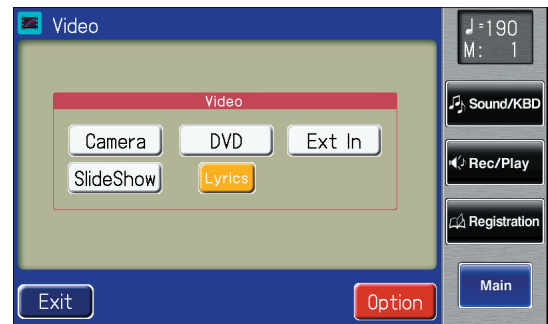 Video
♩=190
M: 1
Video
Camera DVD Ext In
SlideShow Lyrics
Sound/KBD
Rec/Play
Registration
Main
Exit Option